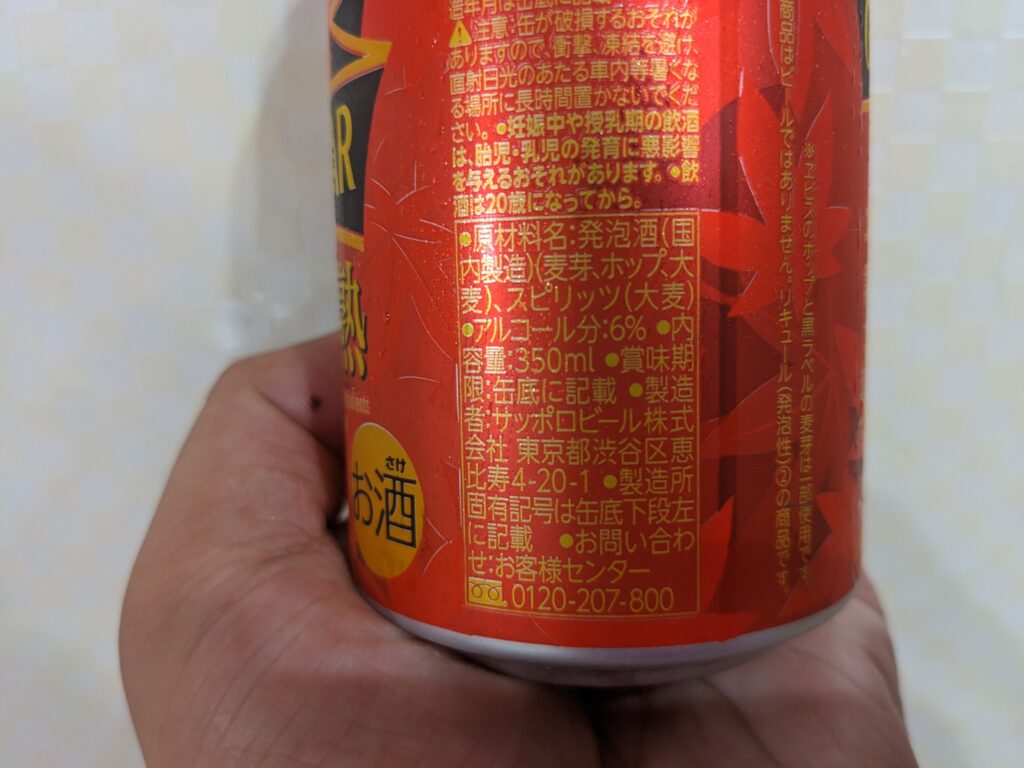 造年月は缶底に記載
注意:缶が破損するおそれが
ありますので、衝撃、凍結を避け、
直射日光のあたる車内等暑くな
る場所に長時間置かないでくだ
さい。●妊娠中や授乳期の飲酒
は、胎児・乳児の発育に悪影響
を与えるおそれがあります。●飲
酒は20歳になってから。
●原材料名:発泡酒(国
内製造)(麦芽、ホップ、大
麦)、スピリッツ(大麦)
●アルコール分:6% ●内
容量:350ml ●賞味期
限:缶底に記載 ●製造
者:サッポロビール株式
会社 東京都渋谷区恵
比寿4-20-1 ●製造所
固有記号は缶底下段左
に記載 ●お問い合わ
せ:お客様センター
0120-207-800
商品はビールではありません。リキュール(発泡性)②の商品です。
※アラスのホップと黒ラベルの麦芽は一部使用です。
熱
さけ
お酒